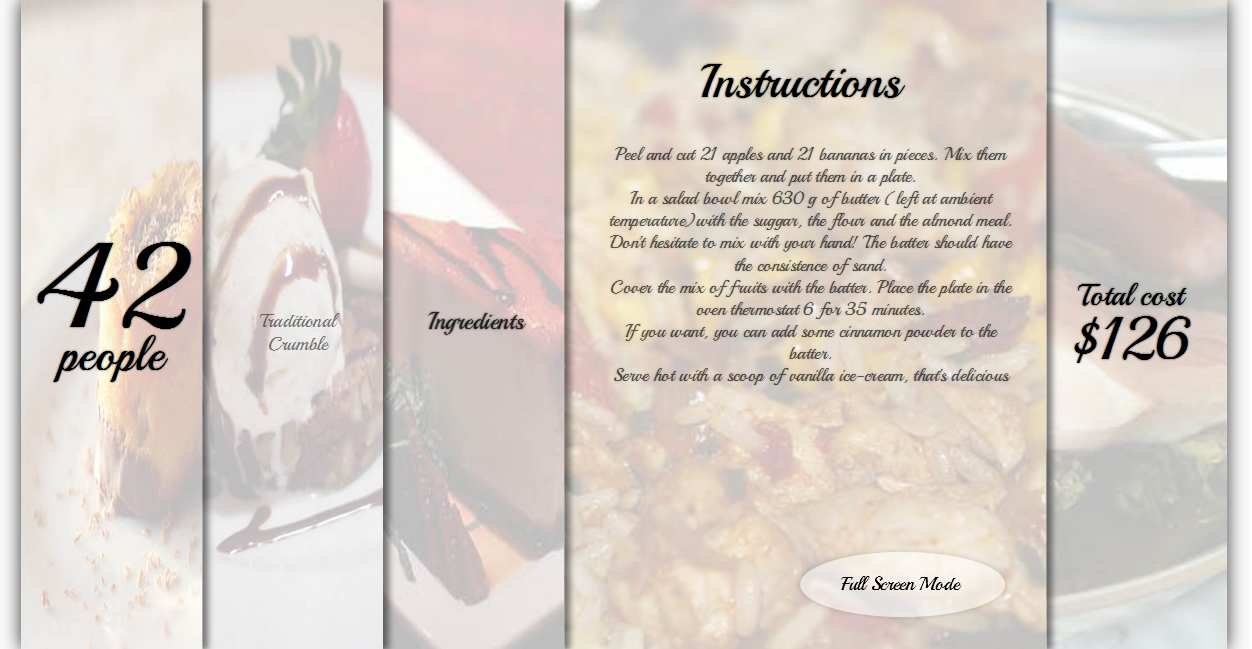 42
people
Traditional
Crumble
Ingredients
Instructions
Peel and cut 21 apples and 21 bananas in pieces. Mix them
together and put them in a plate.
In a salad bowl mix 630 g of butter ( left at ambient
temperature) with the suggar, the flour and the almond meal.
Don't hesitate to mix with your hand! The batter should have
the consistence of sand.
Cover the mix of fruits with the batter. Place the plate in the
oven thermostat 6 for 35 minutes.
If you want, you can add some cinnamon powder to the
batter.
Serve hot with a scoop of vanilla ice-cream, that's delicious
Full Screen Mode
Total cost
$126